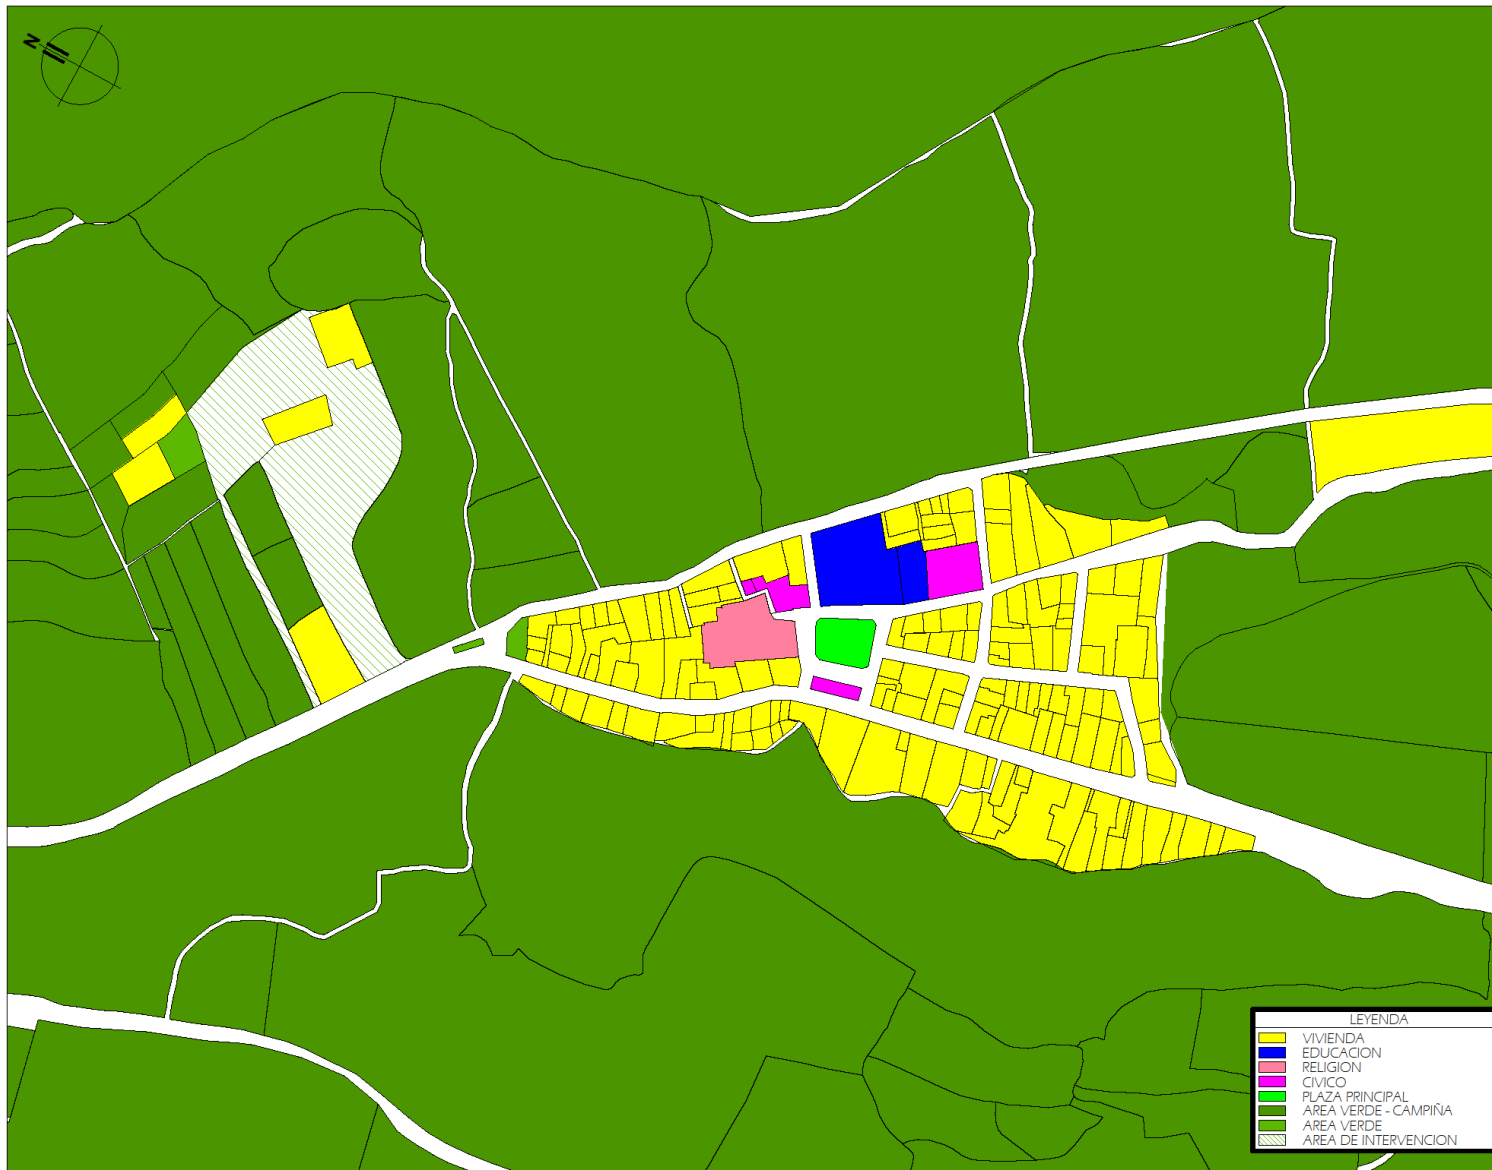 N
LEYENDA
VIVIENDA
EDUCACION
RELIGION
CIVICO
PLAZA PRINCIPAL
AREA VERDE - CAMPIÑA
AREA VERDE
AREA DE INTERVENCION